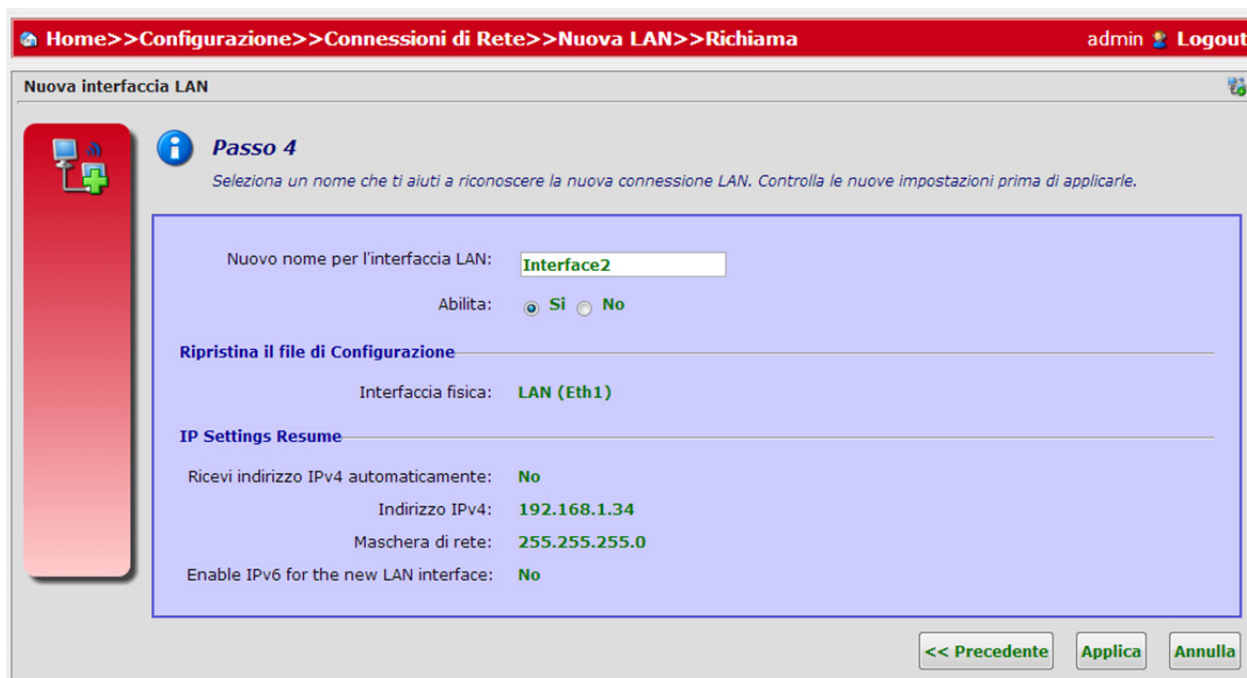 Home>>Configurazione>>Connessioni di Rete>>Nuova LAN>>Richiama admin Logout
Nuova interfaccia LAN
Passo 4
Seleziona un nome che ti aiuti a riconoscere la nuova connessione LAN. Controlla le nuove impostazioni prima di applicarle.
Nuovo nome per l'interfaccia LAN: Interface2
Abilita: Si No
Ripristina il file di Configurazione
Interfaccia fisica: LAN (Eth1)
IP Settings Resume
Ricevi indirizzo IPv4 automaticamente: No
Indirizzo IPv4: 192.168.1.34
Maschera di rete: 255.255.255.0
Enable IPv6 for the new LAN interface: No
<< Precedente Applica Annulla